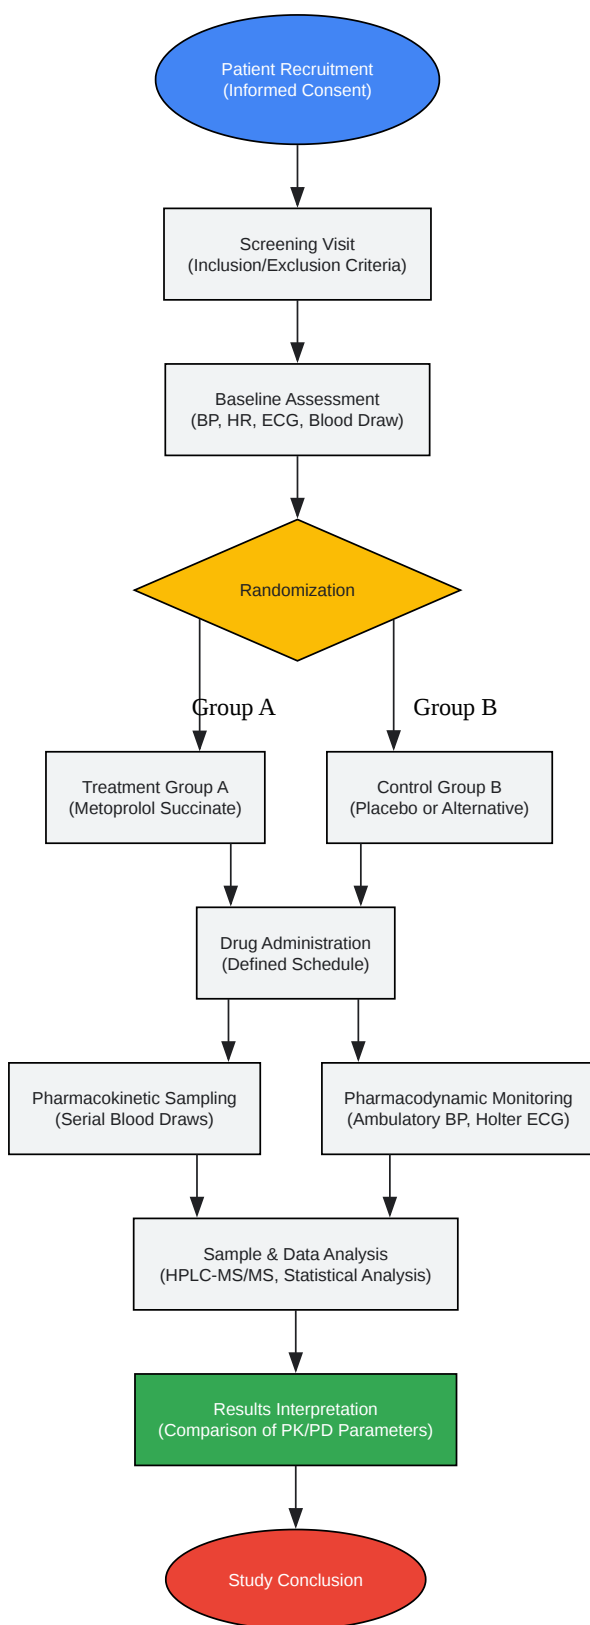 Patient Recruitment
(Informed Consent)
Screening Visit
(Inclusion/Exclusion Criteria)
Baseline Assessment
(BP, HR, ECG, Blood Draw)
Randomization
Group A
Group B
Treatment Group A
(Metoprolol Succinate)
Control Group B
(Placebo or Alternative)
Drug Administration
(Defined Schedule)
Pharmacokinetic Sampling
(Serial Blood Draws)
Pharmacodynamic Monitoring
(Ambulatory BP, Holter ECG)
Sample & Data Analysis
(HPLC-MS/MS, Statistical Analysis)
Results Interpretation
(Comparison of PK/PD Parameters)
Study Conclusion